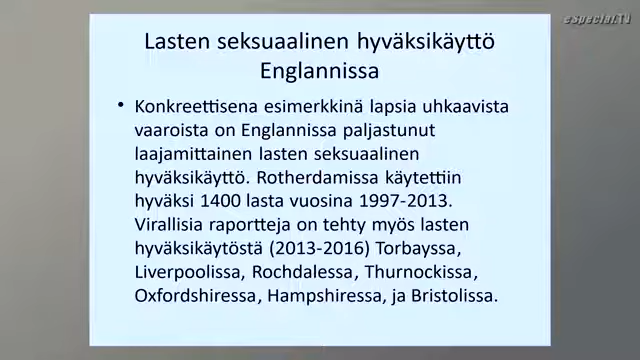 especial.TV
Lasten seksuaalinen hyväksikäyttö
Englannissa
• Konkreettisena esimerkkinä lapsia uhkaavista
vaaroista on Englannissa paljastunut
laajamittainen lasten seksuaalinen
hyväksikäyttö. Rotherdamissa käytettiin
hyväksi 1400 lasta vuosina 1997-2013.
Virallisia raportteja on tehty myös lasten
hyväksikäytöstä (2013-2016) Torbayssa,
Liverpoolissa, Rochdalessa, Thurnockissa,
Oxfordshiressa, Hampshiressa, ja Bristolissa.